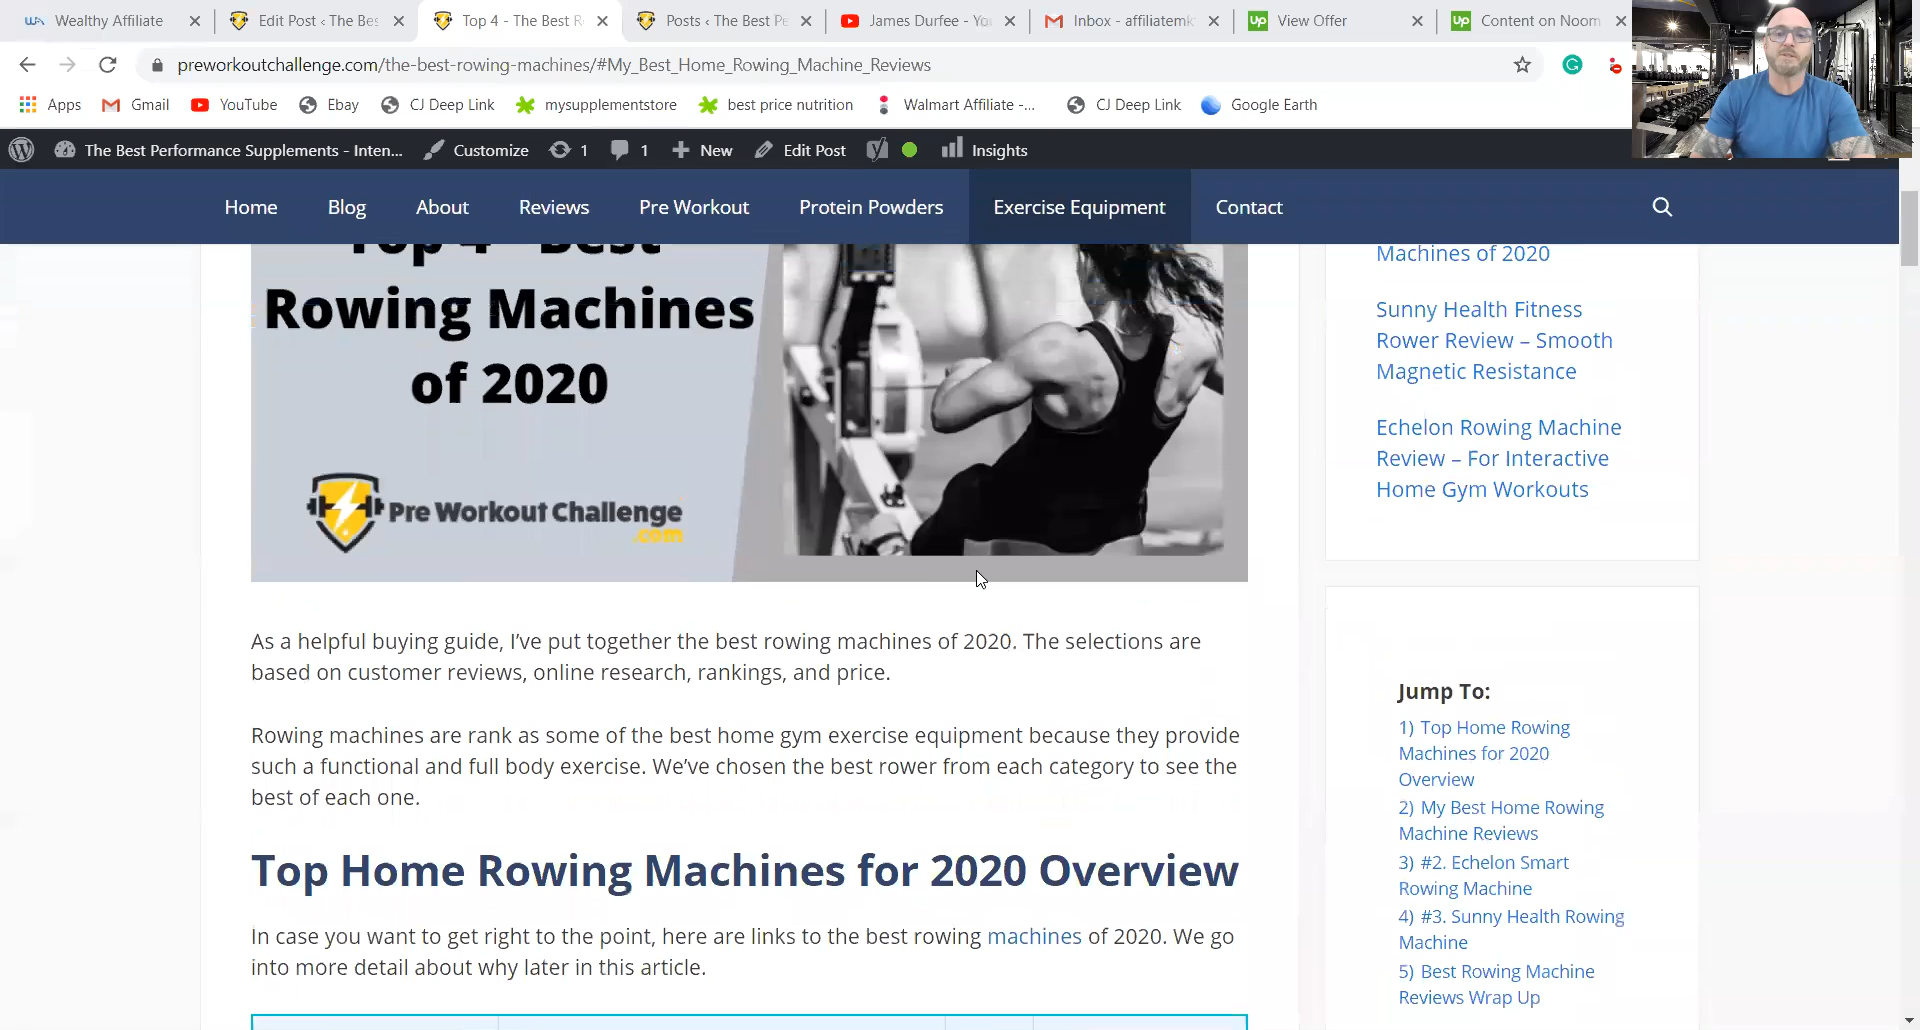 Wealthy Affiliate
Edit Post ‹ The Bes
Top 4 - The Best R
Posts ‹ The Best Pe
James Durfee - Yo
Inbox - affiliatemk
View Offer
Content on Noom
preworkoutchallenge.com/the-best-rowing-machines/#My_Best_Home_Rowing_Machine_Reviews
Apps
Gmail
YouTube
Ebay
CJ Deep Link
mysupplementstore
best price nutrition
Walmart Affiliate -...
CJ Deep Link
Google Earth
The Best Performance Supplements - Inten...
Customize
1
1
New
Edit Post
Insights
Home
Blog
About
Reviews
Pre Workout
Protein Powders
Exercise Equipment
Contact
Top 4 - Best
Rowing Machines
of 2020
Pre Workout Challenge
.com
As a helpful buying guide, I’ve put together the best rowing machines of 2020. The selections are
based on customer reviews, online research, rankings, and price.
Rowing machines are rank as some of the best home gym exercise equipment because they provide
such a functional and full body exercise. We’ve chosen the best rower from each category to see the
best of each one.
Top Home Rowing Machines for 2020 Overview
In case you want to get right to the point, here are links to the best rowing machines of 2020. We go
into more detail about why later in this article.
Machines of 2020
Sunny Health Fitness
Rower Review – Smooth
Magnetic Resistance
Echelon Rowing Machine
Review – For Interactive
Home Gym Workouts
Jump To:
1) Top Home Rowing
Machines for 2020
Overview
2) My Best Home Rowing
Machine Reviews
3) #2. Echelon Smart
Rowing Machine
4) #3. Sunny Health Rowing
Machine
5) Best Rowing Machine
Reviews Wrap Up